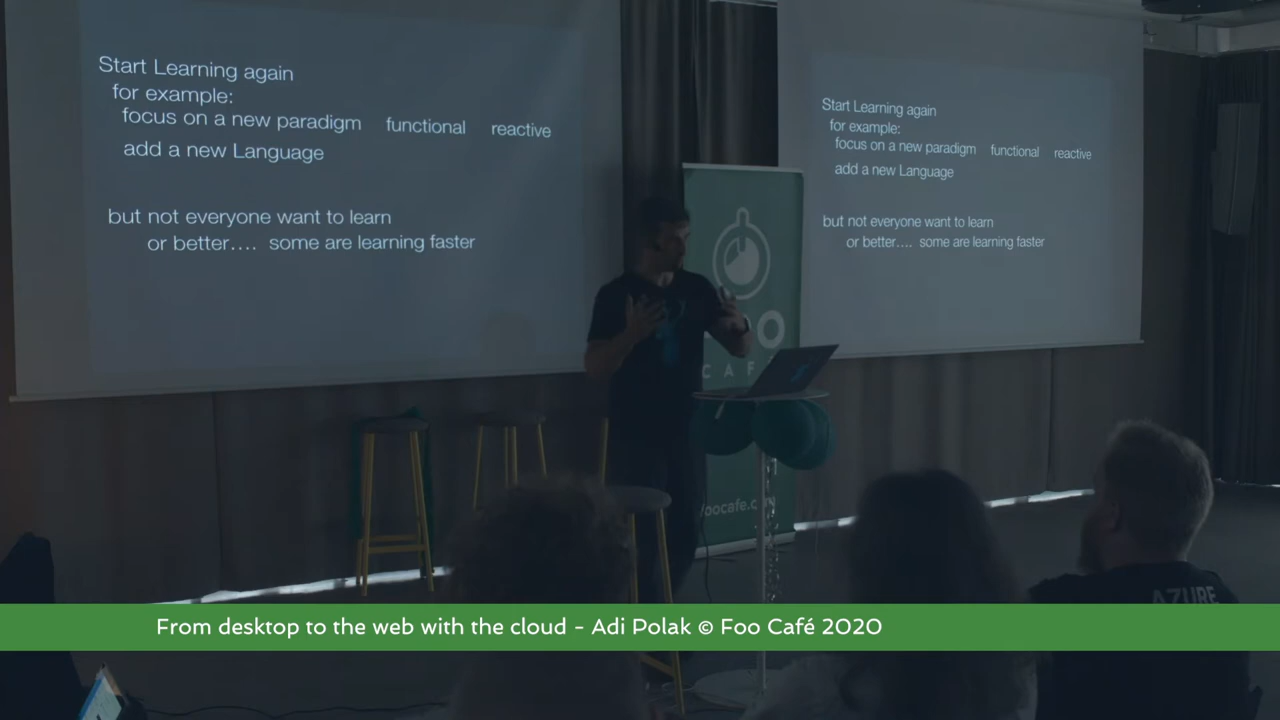 Start Learning again
for example:
focus on a new paradigm functional reactive
add a new Language
but not everyone want to learn
or better.... some are learning faster
Start Learning again
for example:
focus on a new paradigm functional reactive
add a new Language
but not everyone want to learn
or better.... some are learning faster
CAF
foocafe.c
AZURE
From desktop to the web with the cloud - Adi Polak © Foo Café 2020